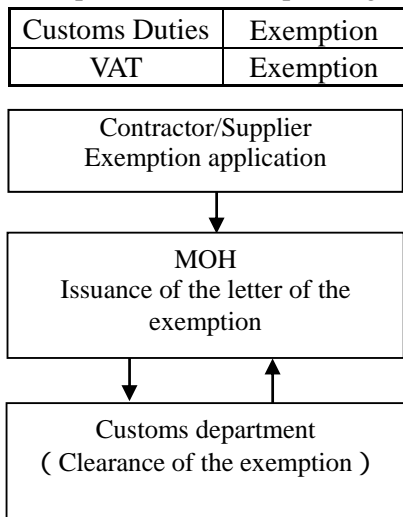 Customs Duties Exemption
VAT Exemption
Contractor/Supplier
Exemption application
MOH
Issuance of the letter of the
exemption
Customs department
( Clearance of the exemption )